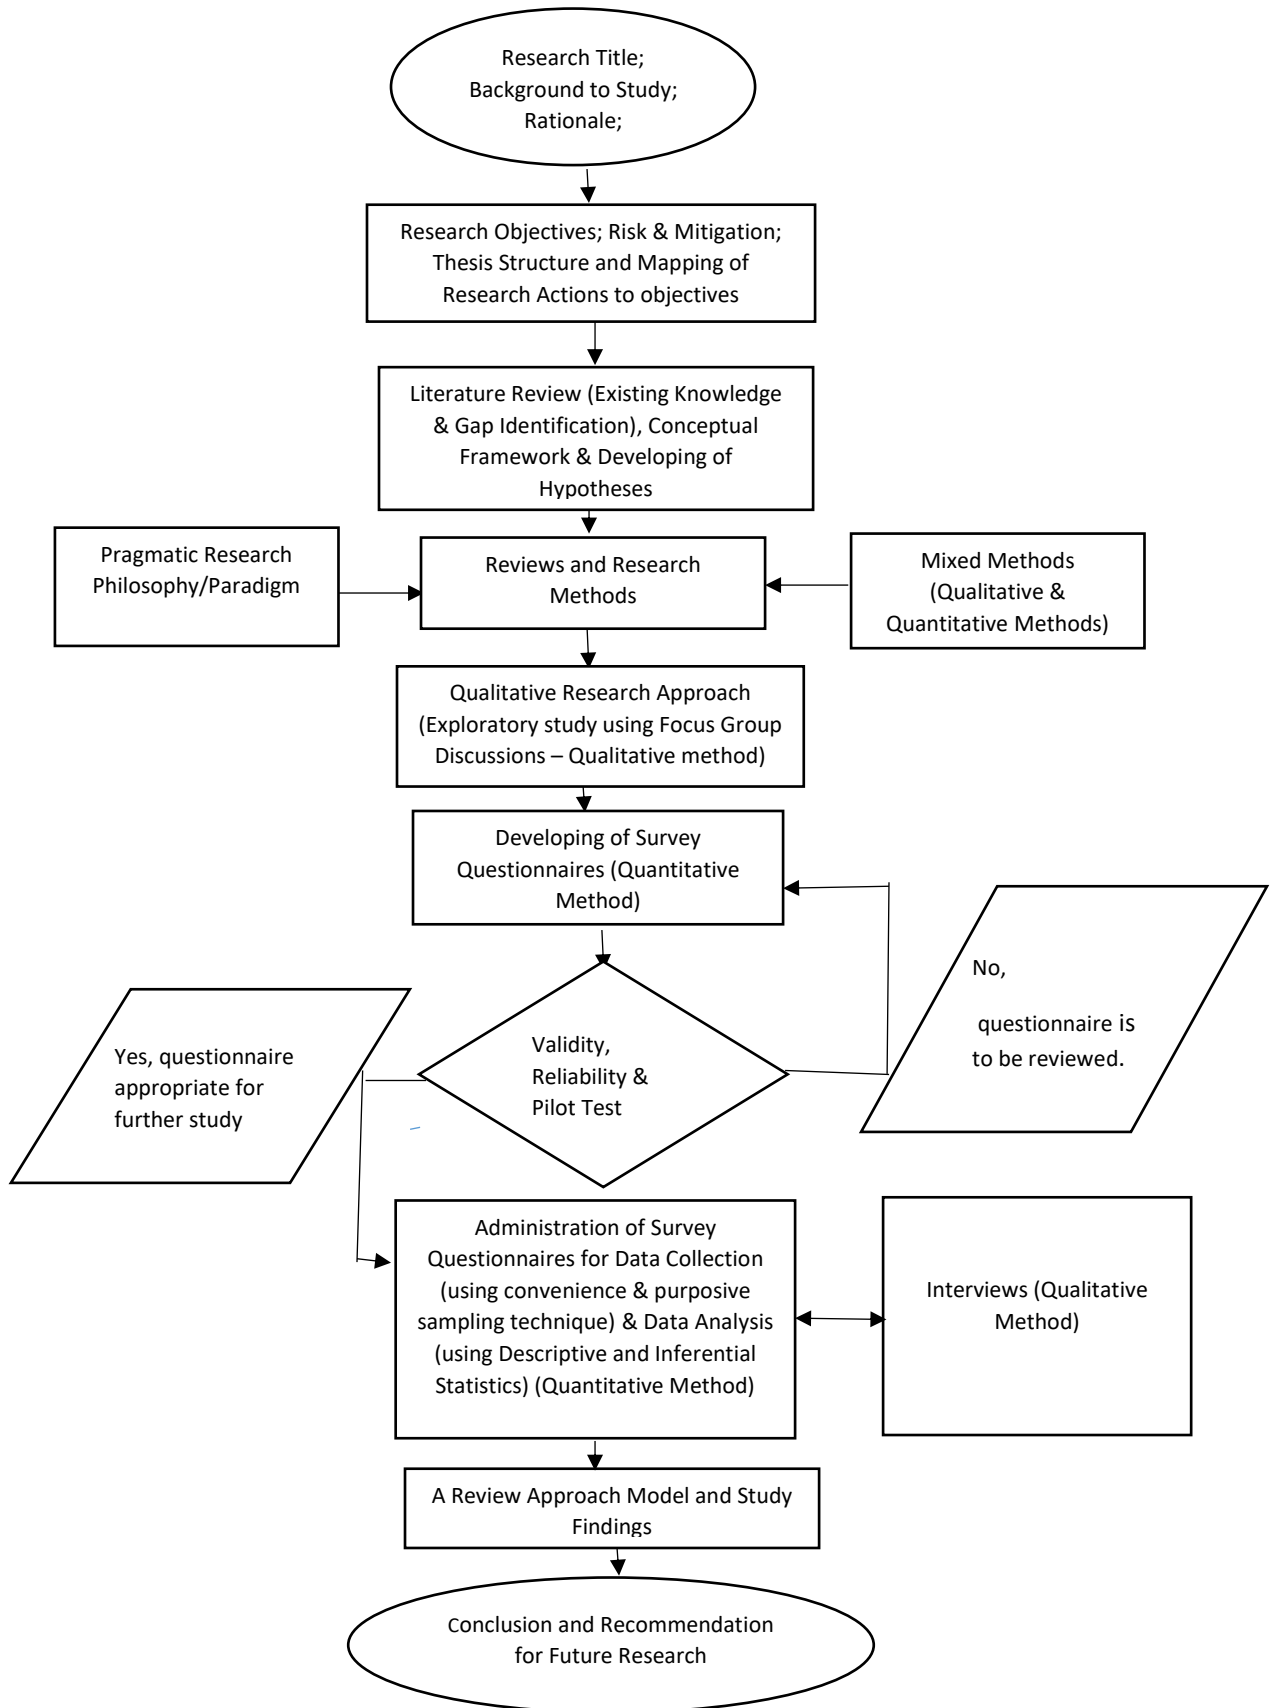 Research Title;
Background to Study;
Rationale;
Research Objectives; Risk & Mitigation;
Thesis Structure and Mapping of
Research Actions to objectives
Literature Review (Existing Knowledge
& Gap Identification), Conceptual
Framework & Developing of
Hypotheses
Pragmatic Research
Philosophy/Paradigm
Reviews and Research
Methods
Mixed Methods
(Qualitative &
Quantitative Methods)
Qualitative Research Approach
(Exploratory study using Focus Group
Discussions – Qualitative method)
Developing of Survey
Questionnaires (Quantitative
Method)
Validity,
Reliability &
Pilot Test
No,
questionnaire is
to be reviewed.
Yes, questionnaire
appropriate for
further study
Administration of Survey
Questionnaires for Data Collection
(using convenience & purposive
sampling technique) & Data Analysis
(using Descriptive and Inferential
Statistics) (Quantitative Method)
Interviews (Qualitative
Method)
A Review Approach Model and Study
Findings
Conclusion and Recommendation
for Future Research